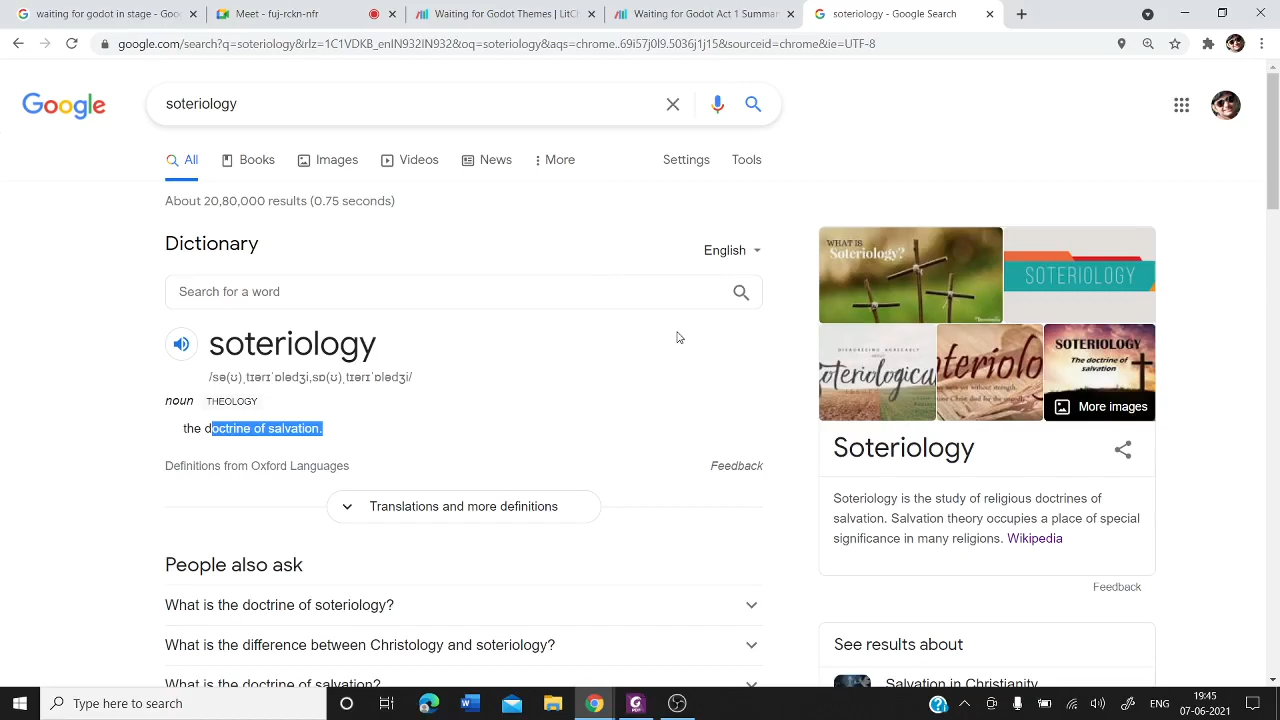 waiting for godot stage - Goo
Meet - fur-ckn-nfr
Waiting for Godot Themes | LitCh
Waiting for Godot Act 1 Summar
soteriology - Google Search
google.com/search?q=soteriology&rlz=1C1VDKB_enIN932IN932&oq=soteriology&aqs=chrome..69i57j0l9.5036j1j15&sourceid=chrome&ie=UTF-8
Google
soteriology
All
Books
Images
Videos
News
More
Settings
Tools
About 20,80,000 results (0.75 seconds)
Dictionary
English
Search for a word
soteriology
noun THEOLOGY
the doctrine of salvation.
Definitions from Oxford Languages
Feedback
Translations and more definitions
People also ask
What is the doctrine of soteriology?
What is the difference between Christology and soteriology?
What is the doctrine of salvation?
WHAT IS
Soteriology?
SOTERIOLOGY
DISAGREEING AGREEABLY
ABOUT
oteriologica
oteriolo
SOTERIOLOGY
The doctrine of
salvation
More images
Soteriology
Soteriology is the study of religious doctrines of
salvation. Salvation theory occupies a place of special
significance in many religions. Wikipedia
Feedback
See results about
Salvation in Christianity
Type here to search
ENG
19:45
07-06-2021